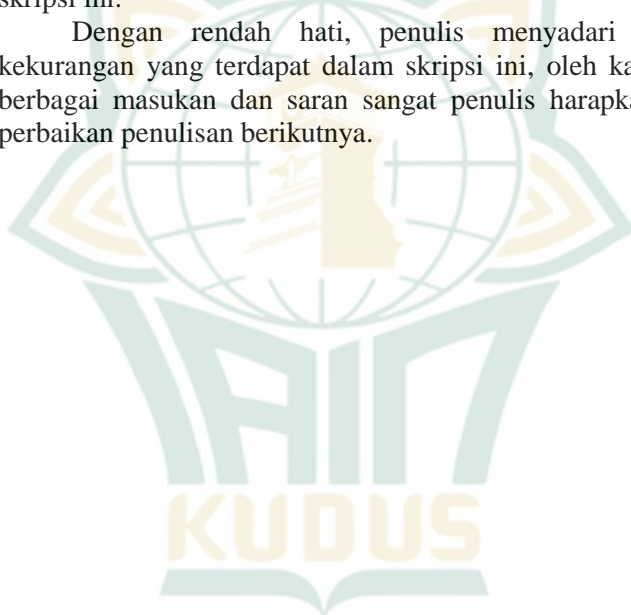 skripsi ini.
Dengan rendah hati, penulis menyadari
kekurangan yang terdapat dalam skripsi ini, oleh ka
berbagai masukan dan saran sangat penulis harapka
perbaikan penulisan berikutnya.
IAIN
KUDUS